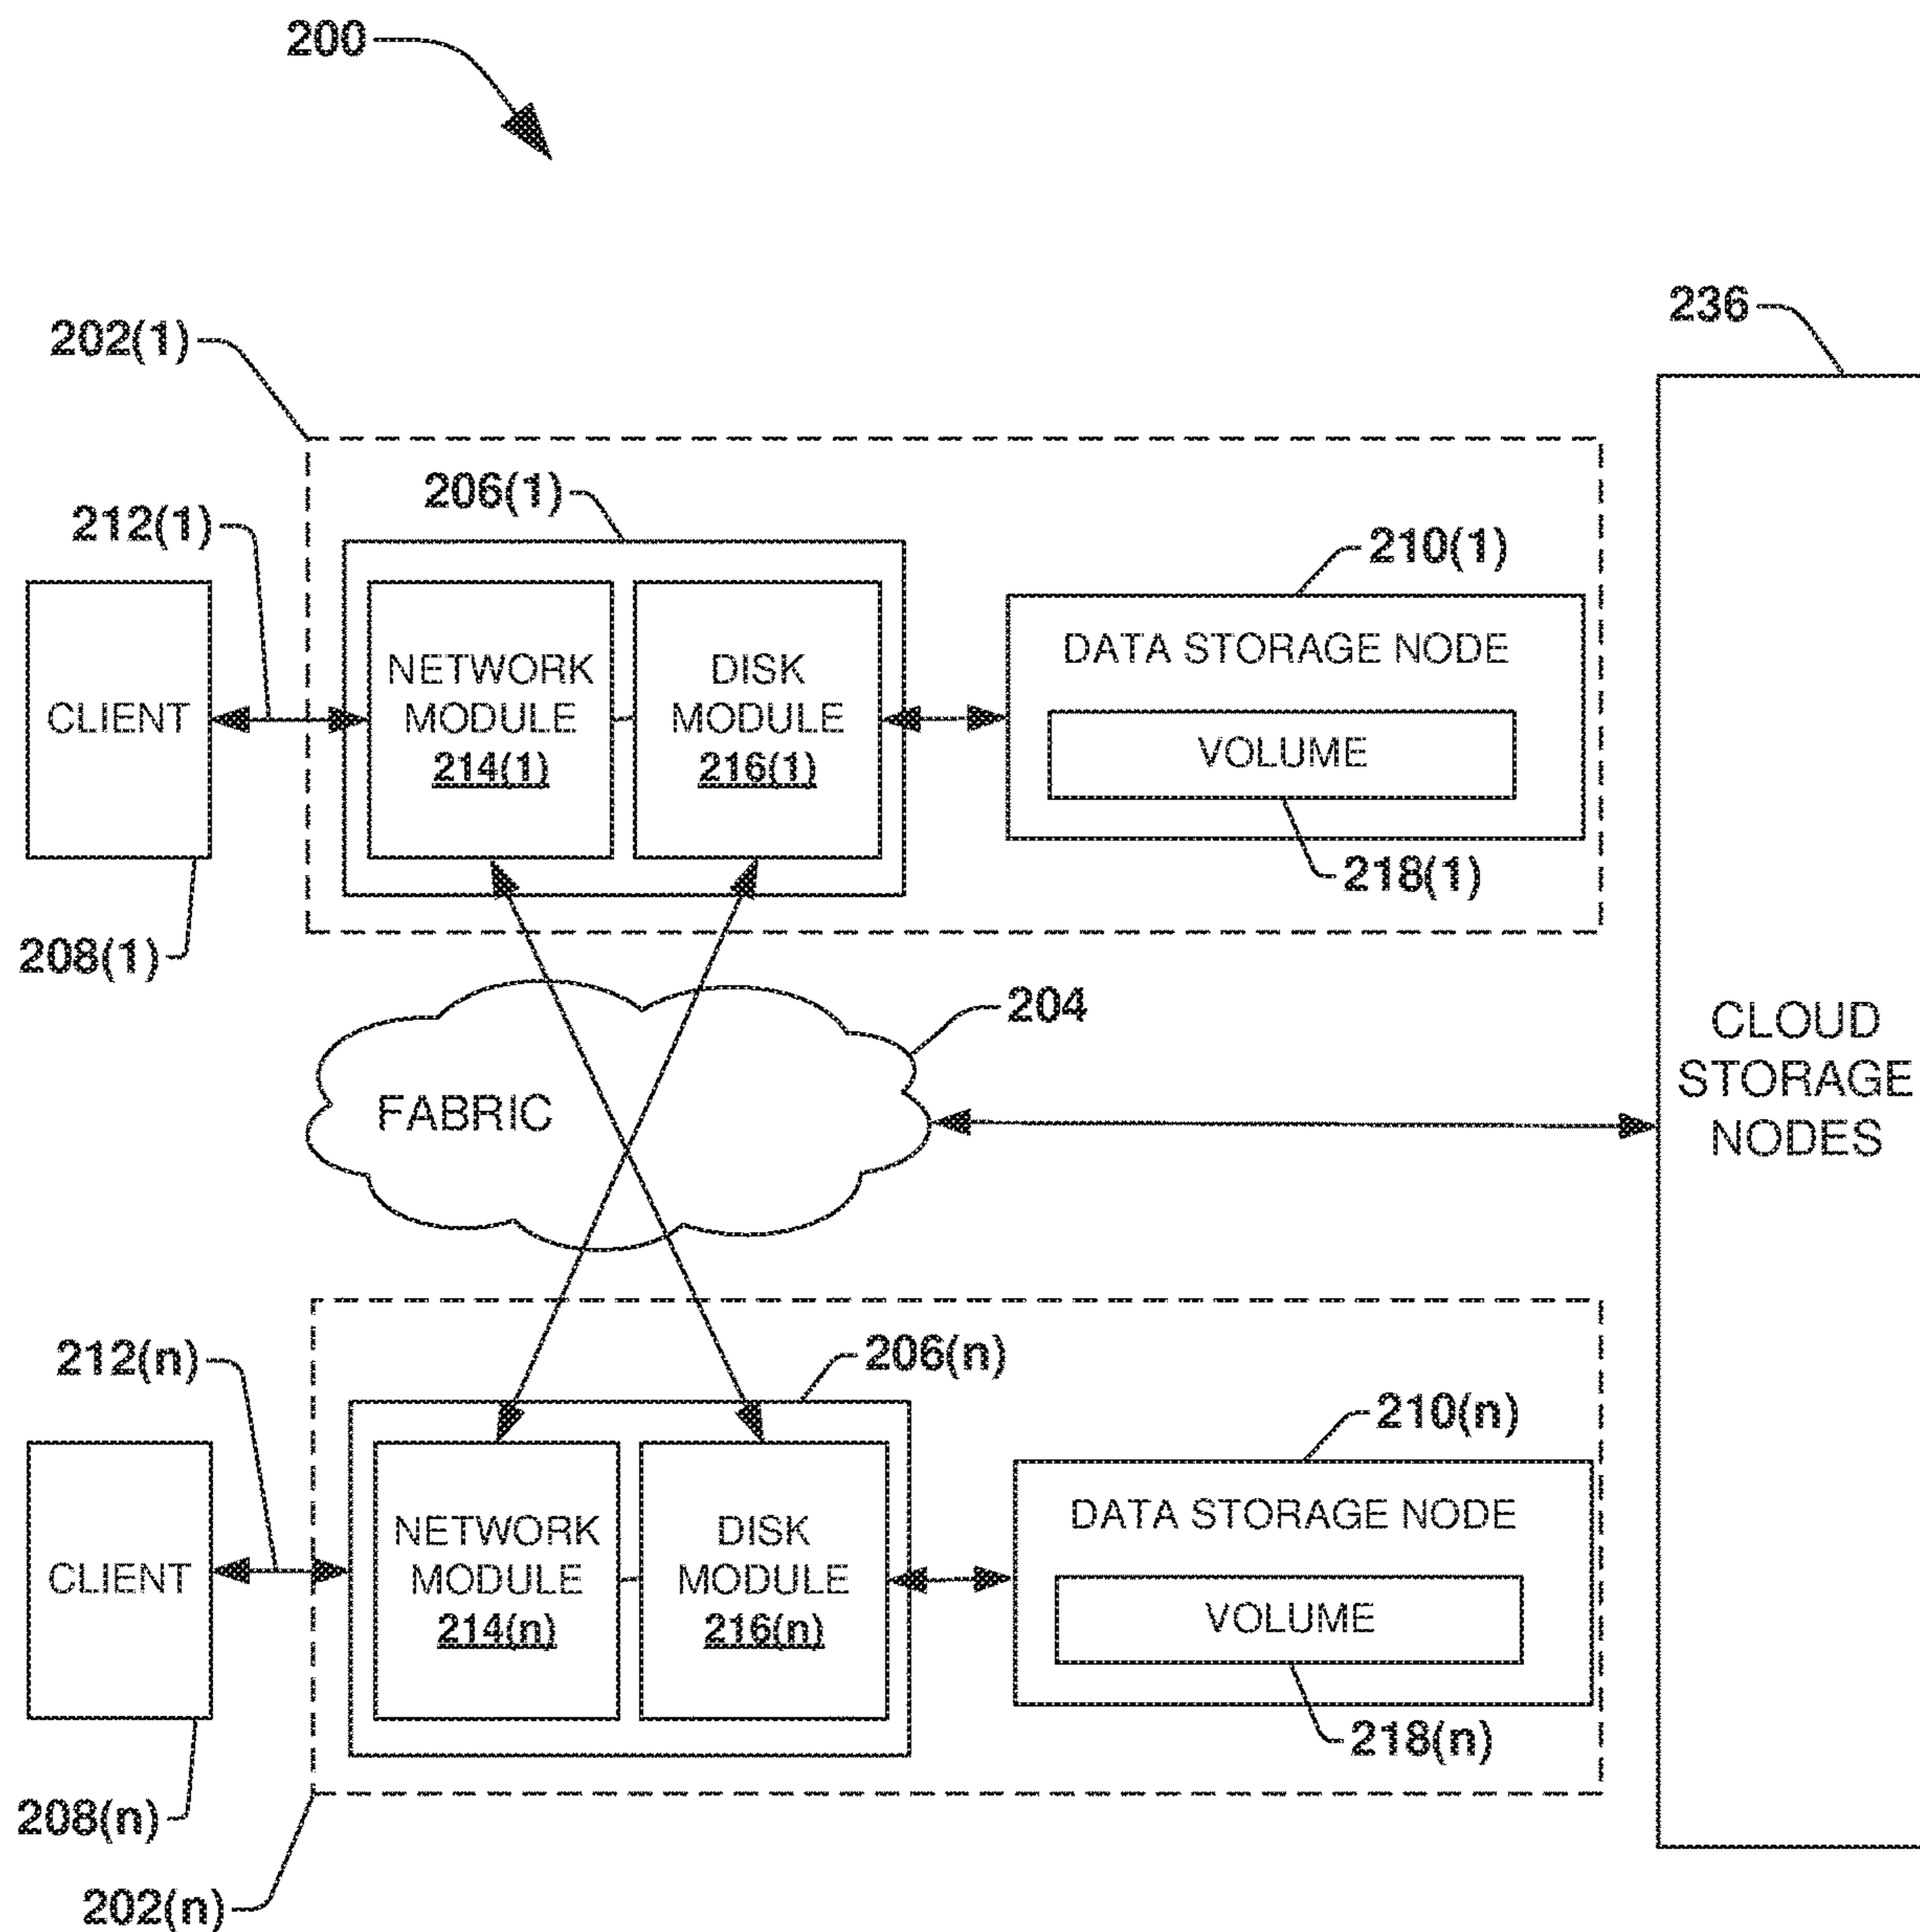 200
236
202(1)
206(1)
212(1)
210(1)
CLIENT
NETWORK
MODULE
214(1)
DISK
MODULE
216(1)
DATA STORAGE NODE
VOLUME
218(1)
208(1)
204
FABRIC
CLOUD
STORAGE
NODES
212(n)
206(n)
210(n)
CLIENT
NETWORK
MODULE
214(n)
DISK
MODULE
216(n)
DATA STORAGE NODE
VOLUME
218(n)
208(n)
202(n)